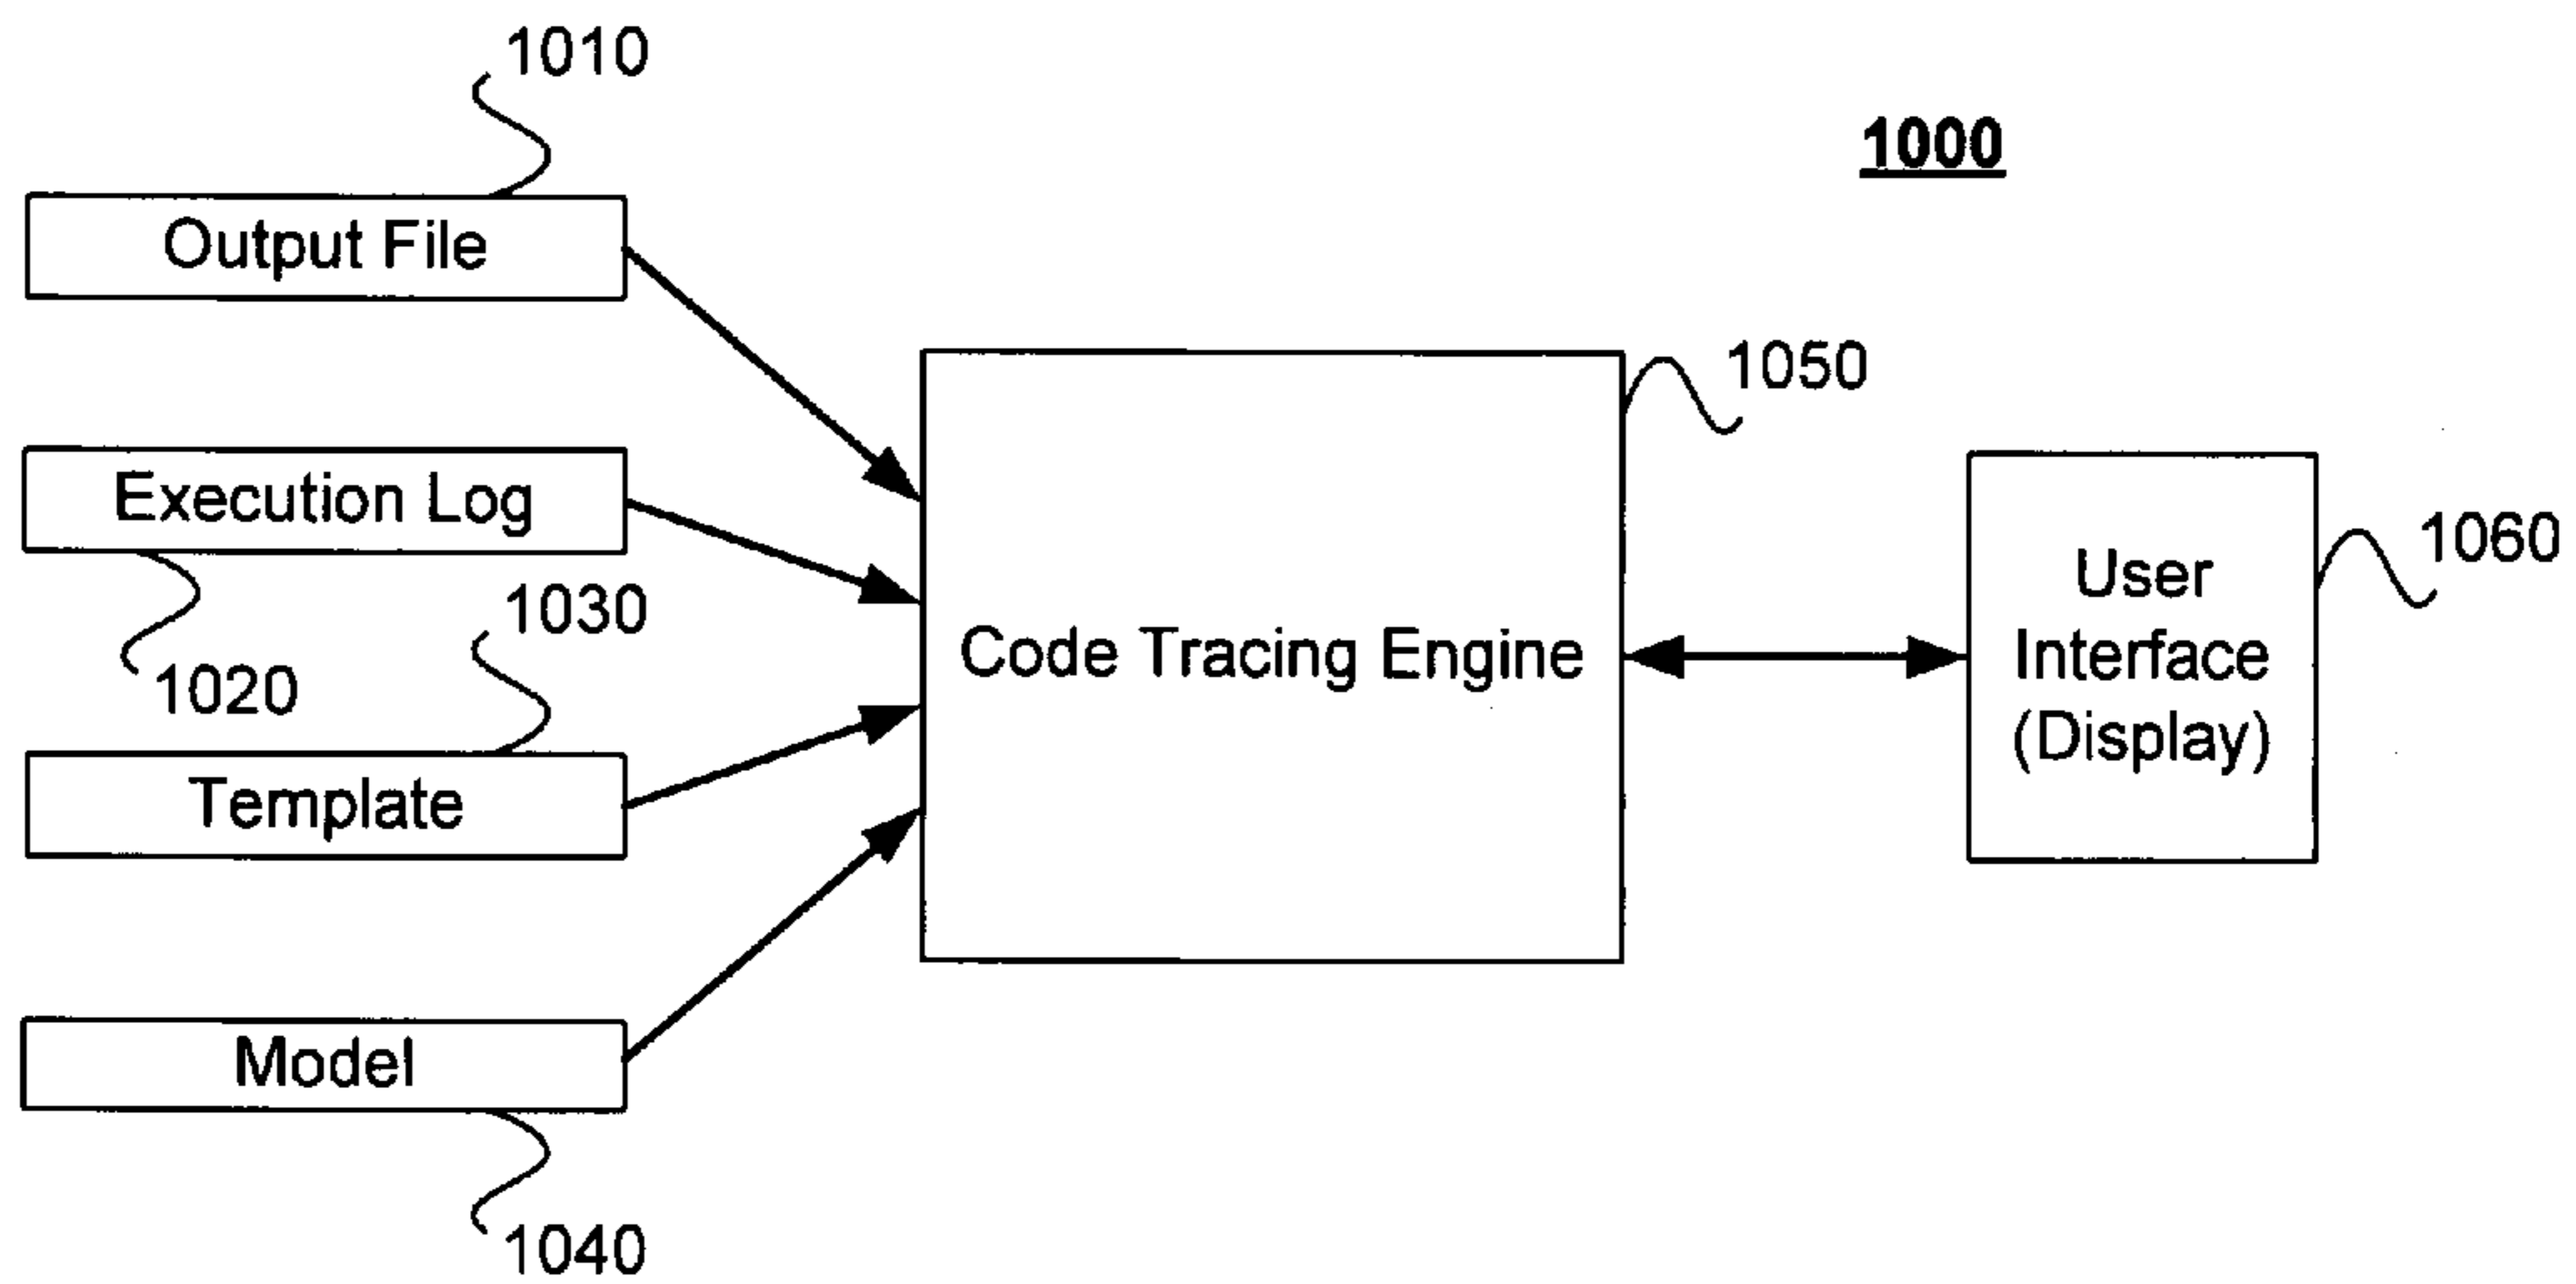 1010
1000
Output File
1050
Execution Log
1060
1030
User
Interface
(Display)
Code Tracing Engine
1020
Template
Model
1040